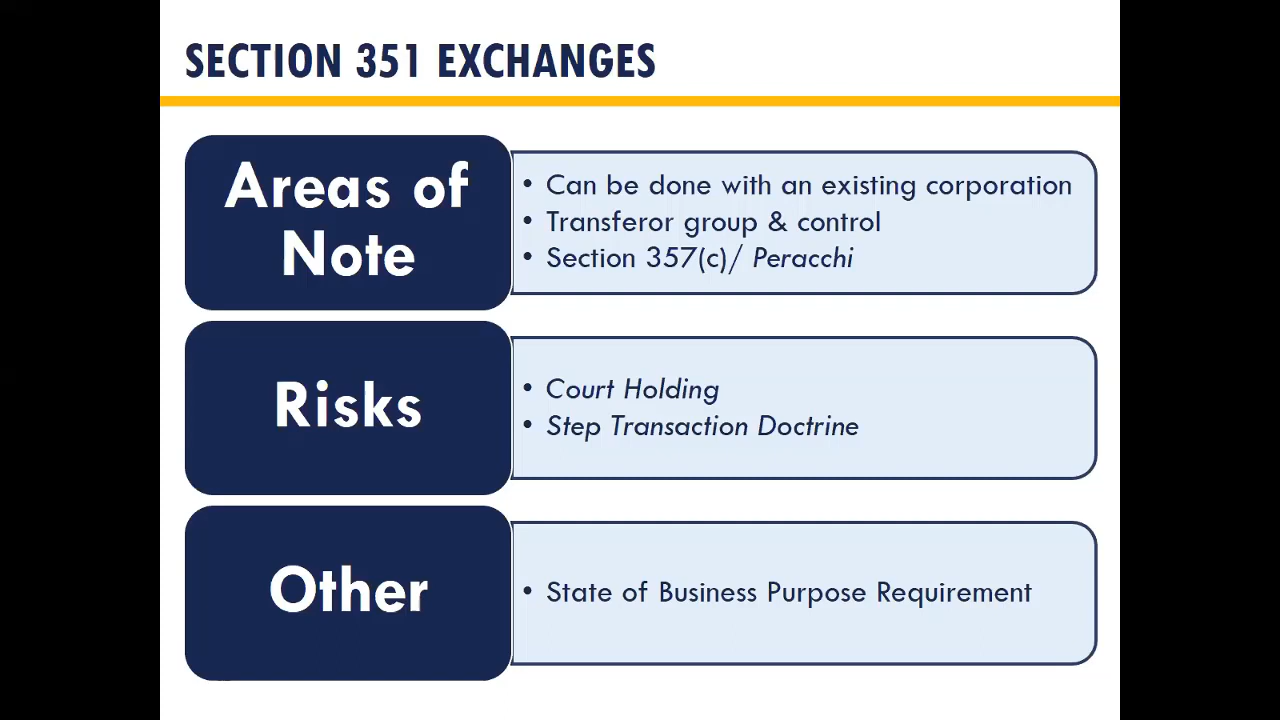 SECTION 351 EXCHANGES
Areas of
Note
• Can be done with an existing corporation
• Transferor group & control
• Section 357(c)/ Peracchi
Risks
• Court Holding
• Step Transaction Doctrine
Other
• State of Business Purpose Requirement